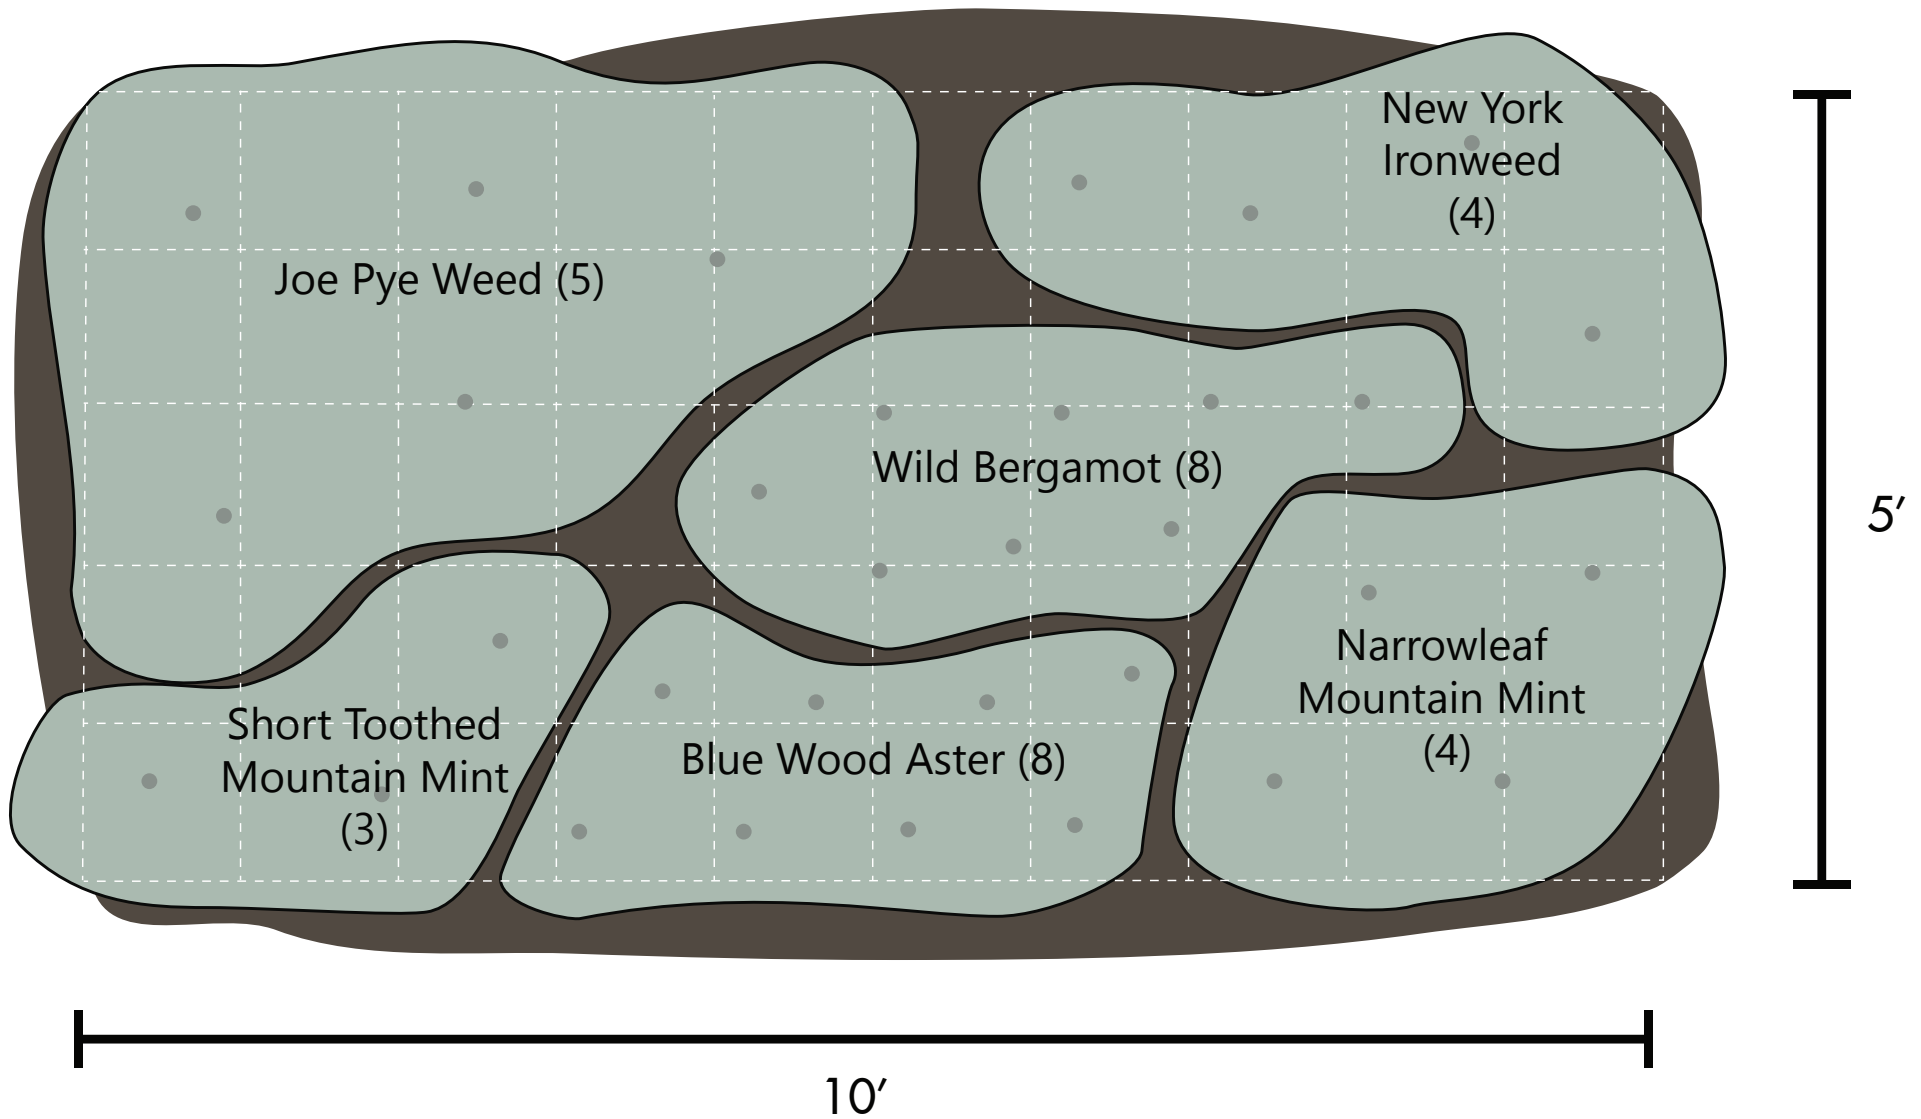 New York
Ironweed
(4)
Joe Pye Weed (5)
Wild Bergamot (8)
5′
Narrowleaf
Mountain Mint
(4)
Short Toothed
Mountain Mint
(3)
Blue Wood Aster (8)
10′